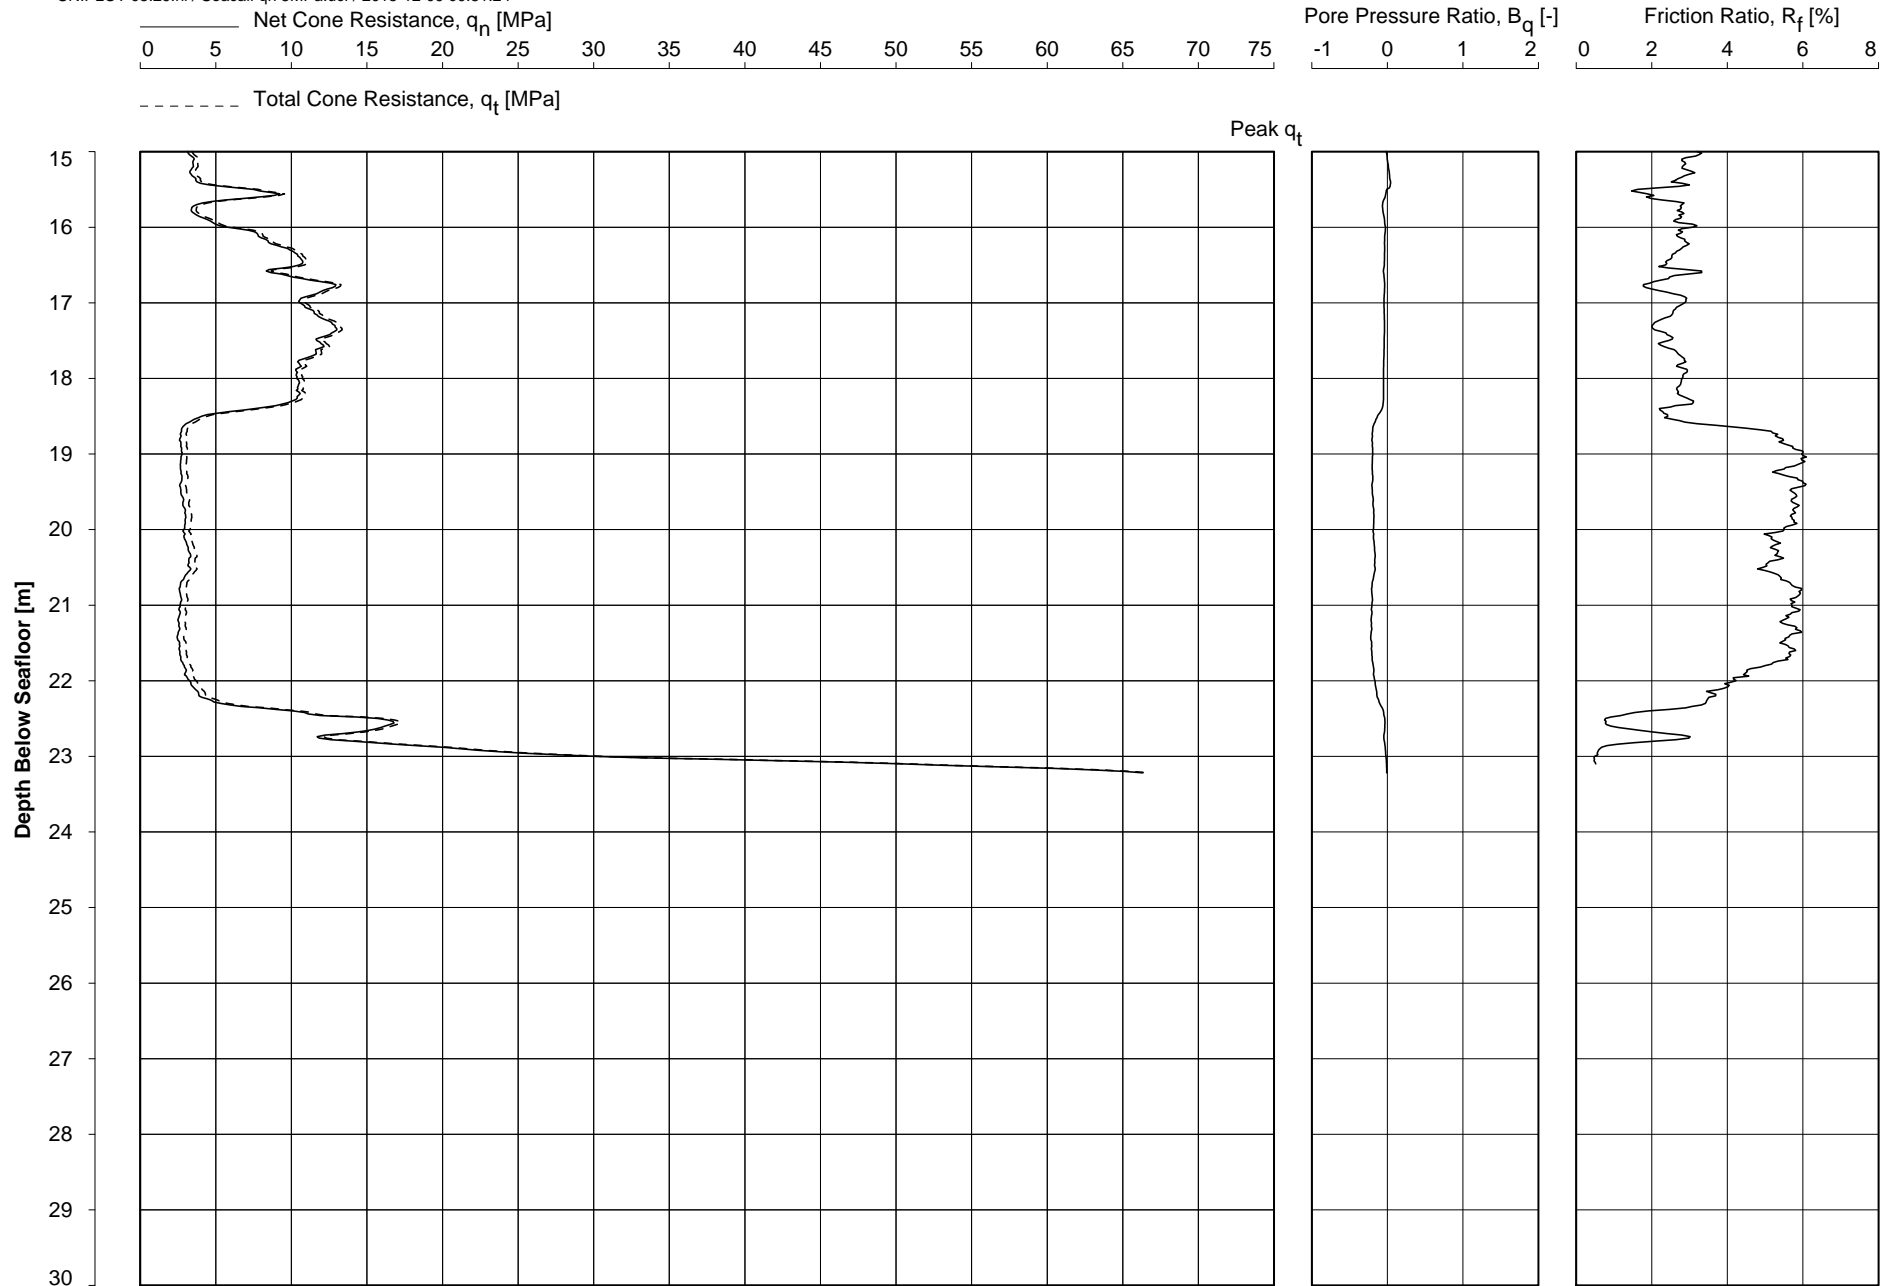 Net Cone Resistance, qn [MPa]
Pore Pressure Ratio, Bq [-]
Friction Ratio, Rf [%]
0 5 10 15 20 25 30 35 40 45 50 55 60 65 70 75
-1 0 1 2
0 2 4 6 8
Total Cone Resistance, qt [MPa]
Peak qt
Depth Below Seafloor [m]
15
16
17
18
19
20
21
22
23
24
25
26
27
28
29
30